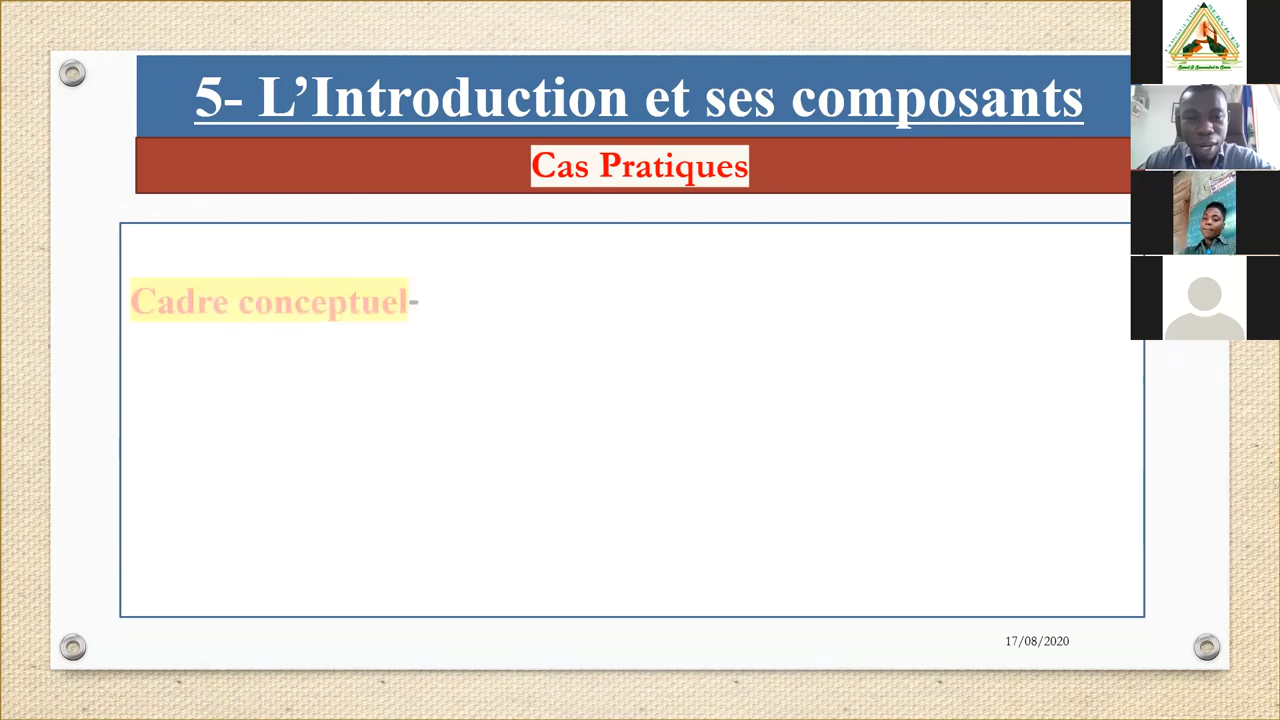 5- L’Introduction et ses composants
Cas Pratiques
Cadre conceptuel-
17/08/2020